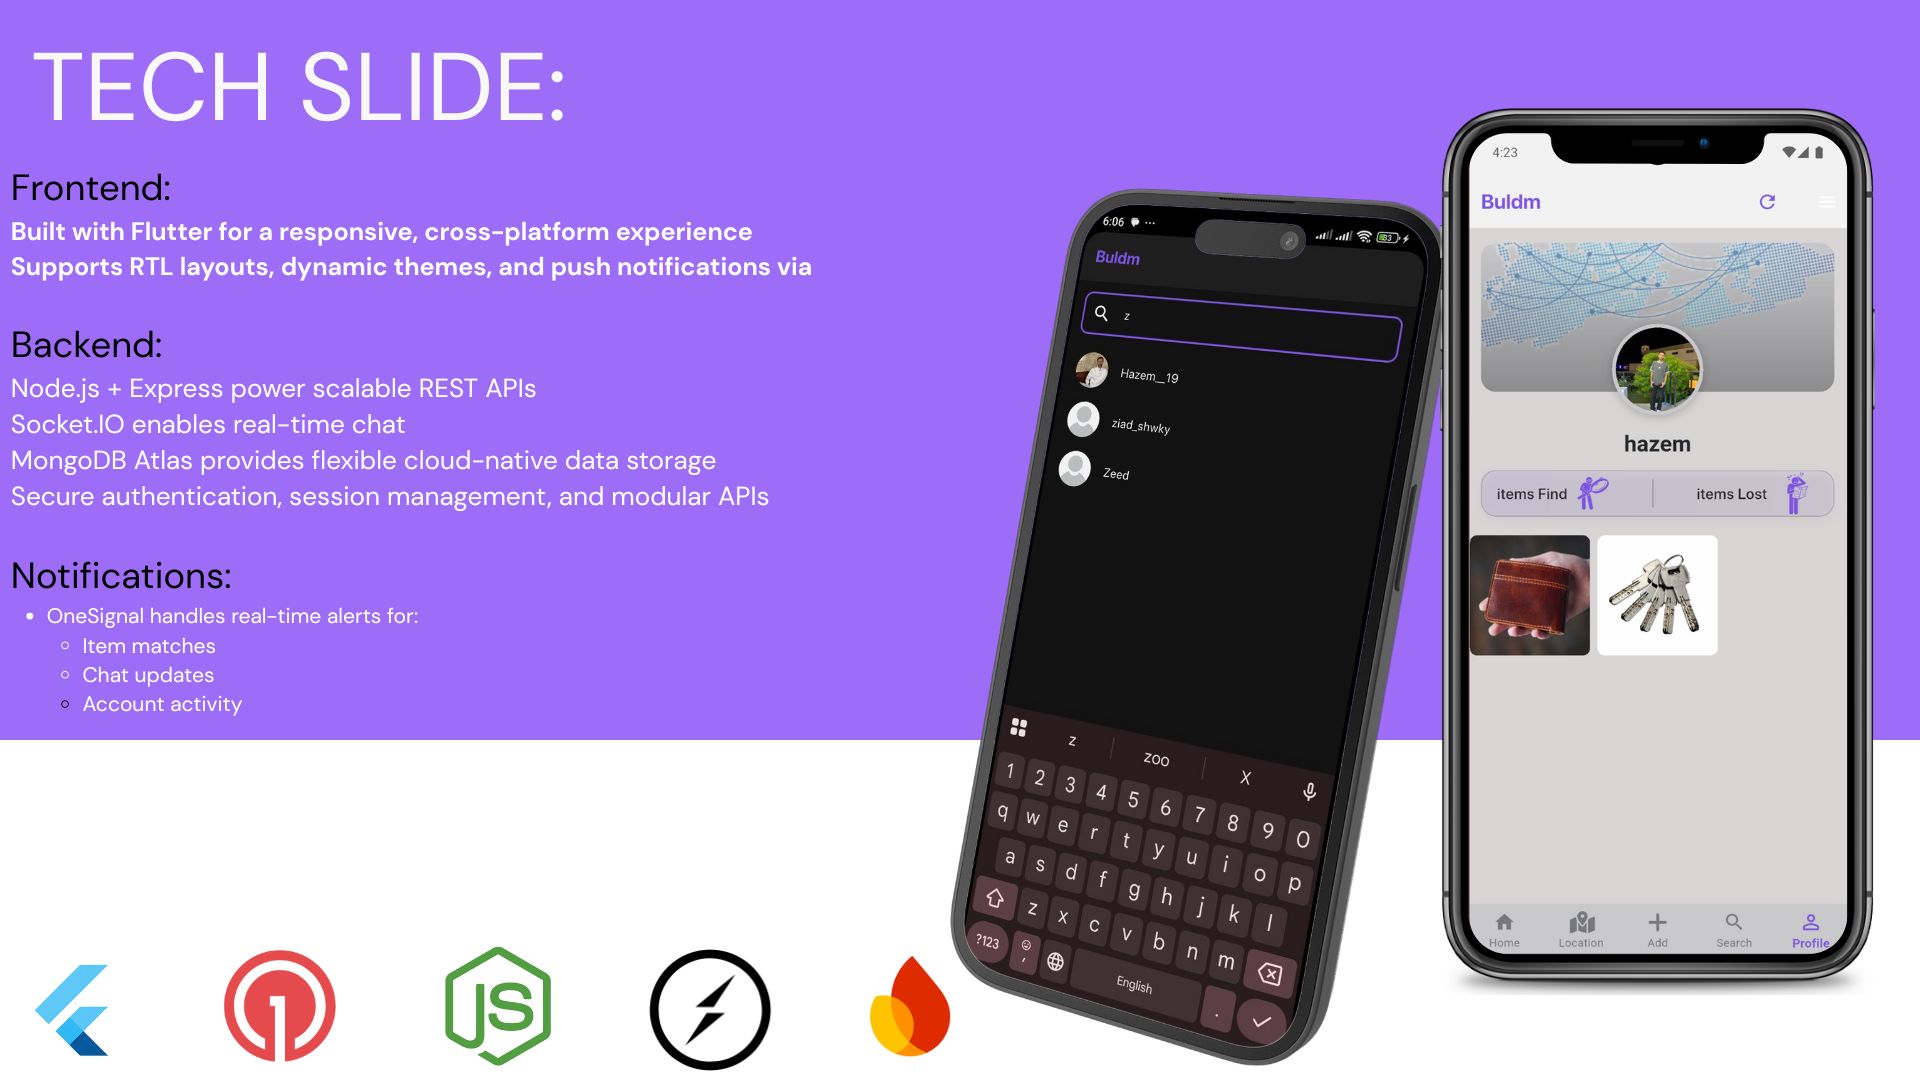 TECH SLIDE:
Frontend:
Built with Flutter for a responsive, cross-platform experience
Supports RTL layouts, dynamic themes, and push notifications via
Backend:
Node.js + Express power scalable REST APIs
Socket.IO enables real-time chat
MongoDB Atlas provides flexible cloud-native data storage
Secure authentication, session management, and modular APIs
Notifications:
• OneSignal handles real-time alerts for:
◦ Item matches
◦ Chat updates
◦ Account activity
JS
6:06
83
Buldm
z
Hazem__19
ziad_shwky
Zeed
z zoo X
1 2 3 4 5 6 7 8 9 0
q w e r t y u i o p
a s d f g h j k l
z x c v b n m
?123 , English .
4:23
Buldm
hazem
items Find items Lost
Home Location Add Search Profile